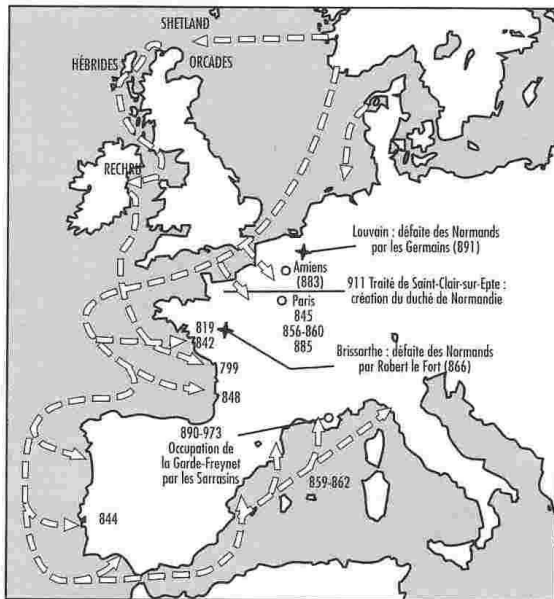 SHETLAND
HÉBRIDES
ORCADES
RECHRU
Louvain : défaite des Normands
par les Germains (891)
Amiens
(883)
911 Traité de Saint-Clair-sur-Epte :
création du duché de Normandie
Paris
845
856-860
885
819
842
Brissarthe : défaite des Normands
par Robert le Fort (866)
799
848
890-973
Occupation de
la Garde-Freynet
par les Sarrasins
859-862
844